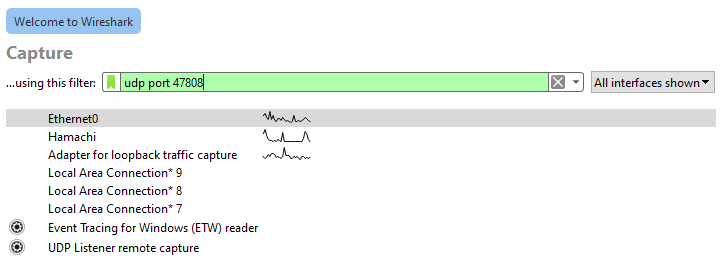 Welcome to Wireshark
Capture
...using this filter: udp port 47808 All interfaces shown
Ethernet0
Hamachi
Adapter for loopback traffic capture
Local Area Connection* 9
Local Area Connection* 8
Local Area Connection* 7
Event Tracing for Windows (ETW) reader
UDP Listener remote capture